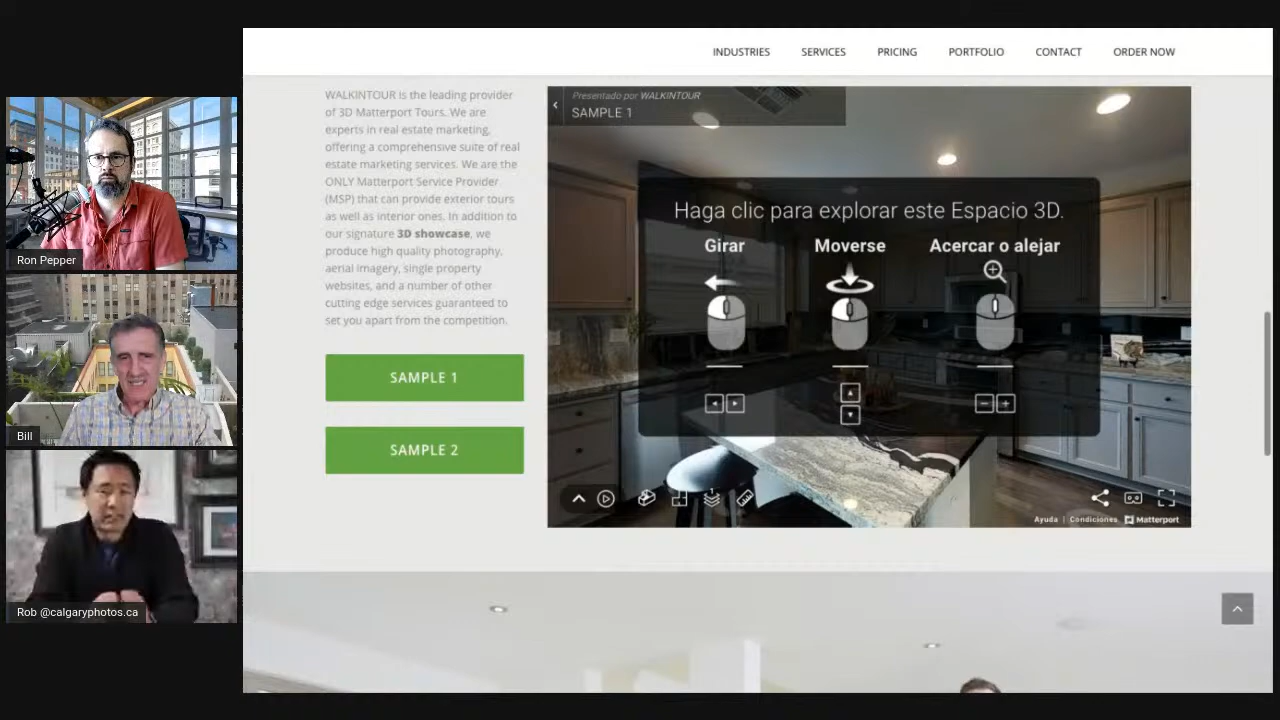 INDUSTRIES SERVICES PRICING PORTFOLIO CONTACT ORDER NOW
WALKINTOUR is the leading provider
of 3D Matterport Tours. We are
experts in real estate marketing,
offering a comprehensive suite of real
estate marketing services. We are the
ONLY Matterport Service Provider
(MSP) that can provide exterior tours
as well as interior ones. In addition to
our signature 3D showcase, we
produce high quality photography,
aerial imagery, single property
websites, and a number of other
cutting edge services guaranteed to
set you apart from the competition.
SAMPLE 1
SAMPLE 2
Presentado por WALKINTOUR
SAMPLE 1
Haga clic para explorar este Espacio 3D.
Girar Moverse Acercar o alejar
Ayuda | Condiciones Matterport
Ron Pepper
Bill
Rob @calgaryphotos.ca